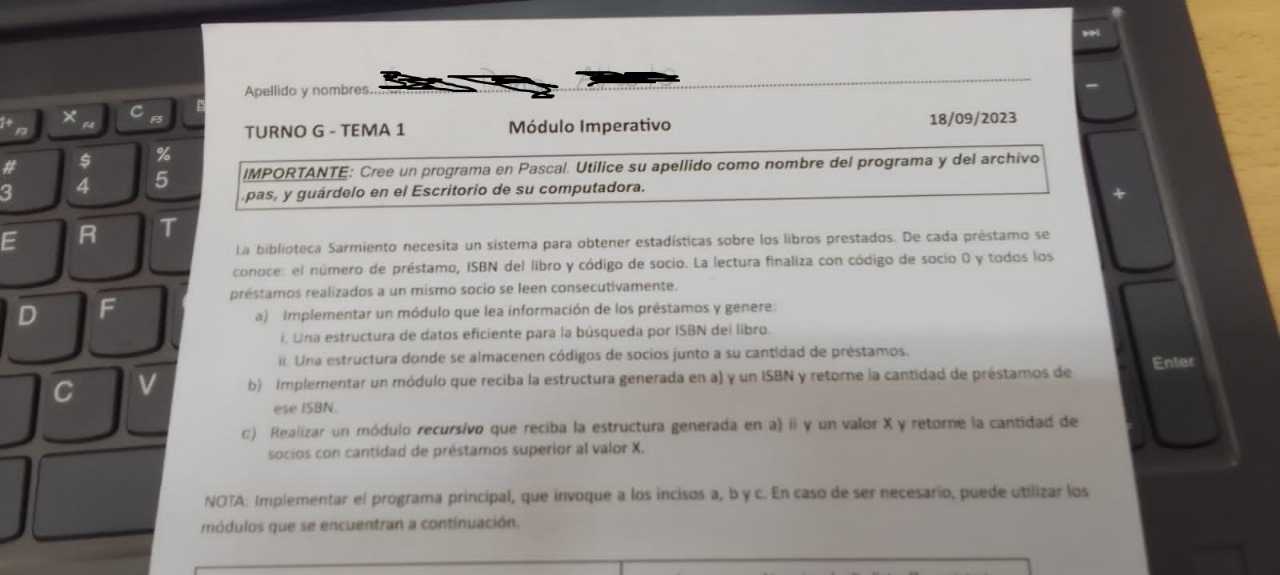 Apellido y nombres
TURNO G - TEMA 1 Módulo Imperativo 18/09/2023
IMPORTANTE: Cree un programa en Pascal. Utilice su apellido como nombre del programa y del archivo
.pas, y guárdelo en el Escritorio de su computadora.
La biblioteca Sarmiento necesita un sistema para obtener estadísticas sobre los libros prestados. De cada préstamo se
conoce: el número de préstamo, ISBN del libro y código de socio. La lectura finaliza con código de socio 0 y todos los
préstamos realizados a un mismo socio se leen consecutivamente.
a) Implementar un módulo que lea información de los préstamos y genere:
i. Una estructura de datos eficiente para la búsqueda por ISBN del libro.
ii. Una estructura donde se almacenen códigos de socios junto a su cantidad de préstamos.
b) Implementar un módulo que reciba la estructura generada en a) y un ISBN y retorne la cantidad de préstamos de
ese ISBN.
c) Realizar un módulo recursivo que reciba la estructura generada en a) ii y un valor X y retorne la cantidad de
socios con cantidad de préstamos superior al valor X.
NOTA: Implementar el programa principal, que invoque a los incisos a, b y c. En caso de ser necesario, puede utilizar los
módulos que se encuentran a continuación.
F3 X F4 C F5
# 3 $ 4 % 5
E R T
D F
C V
-
+
Enter